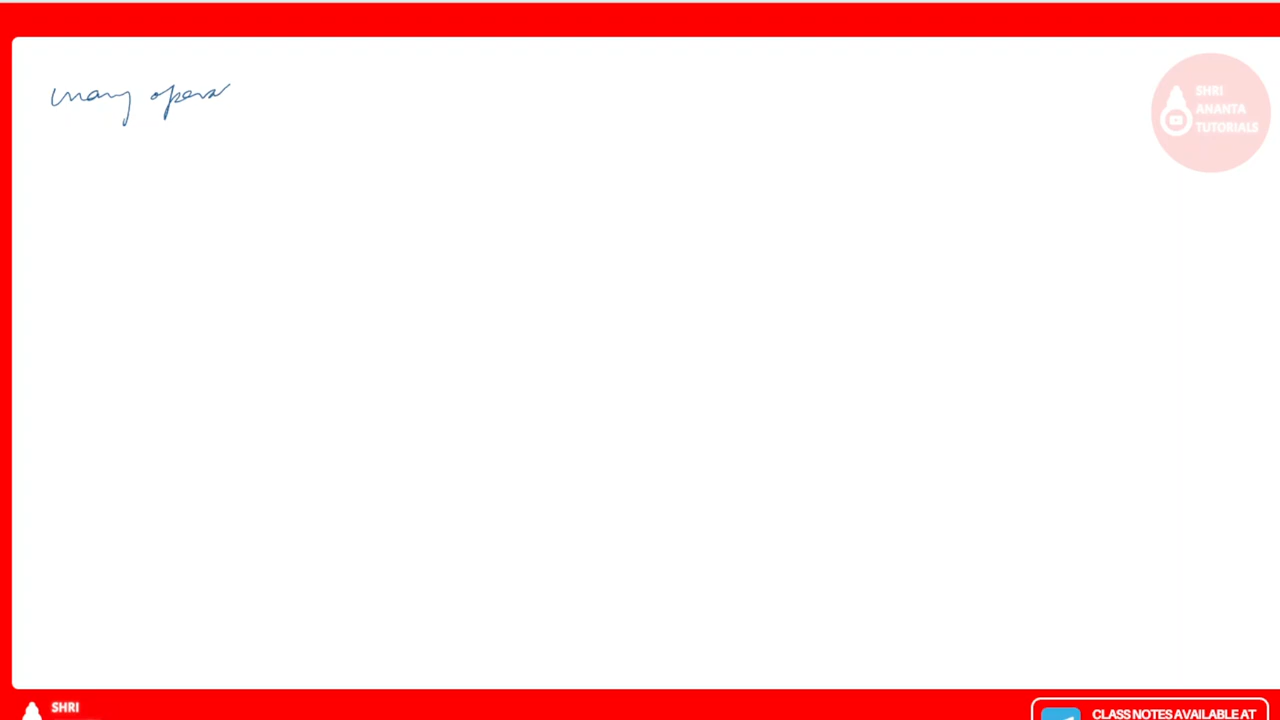 many opera
SHRI
ANANTA
TUTORIALS
SHRI
CLASS NOTES AVAILABLE AT